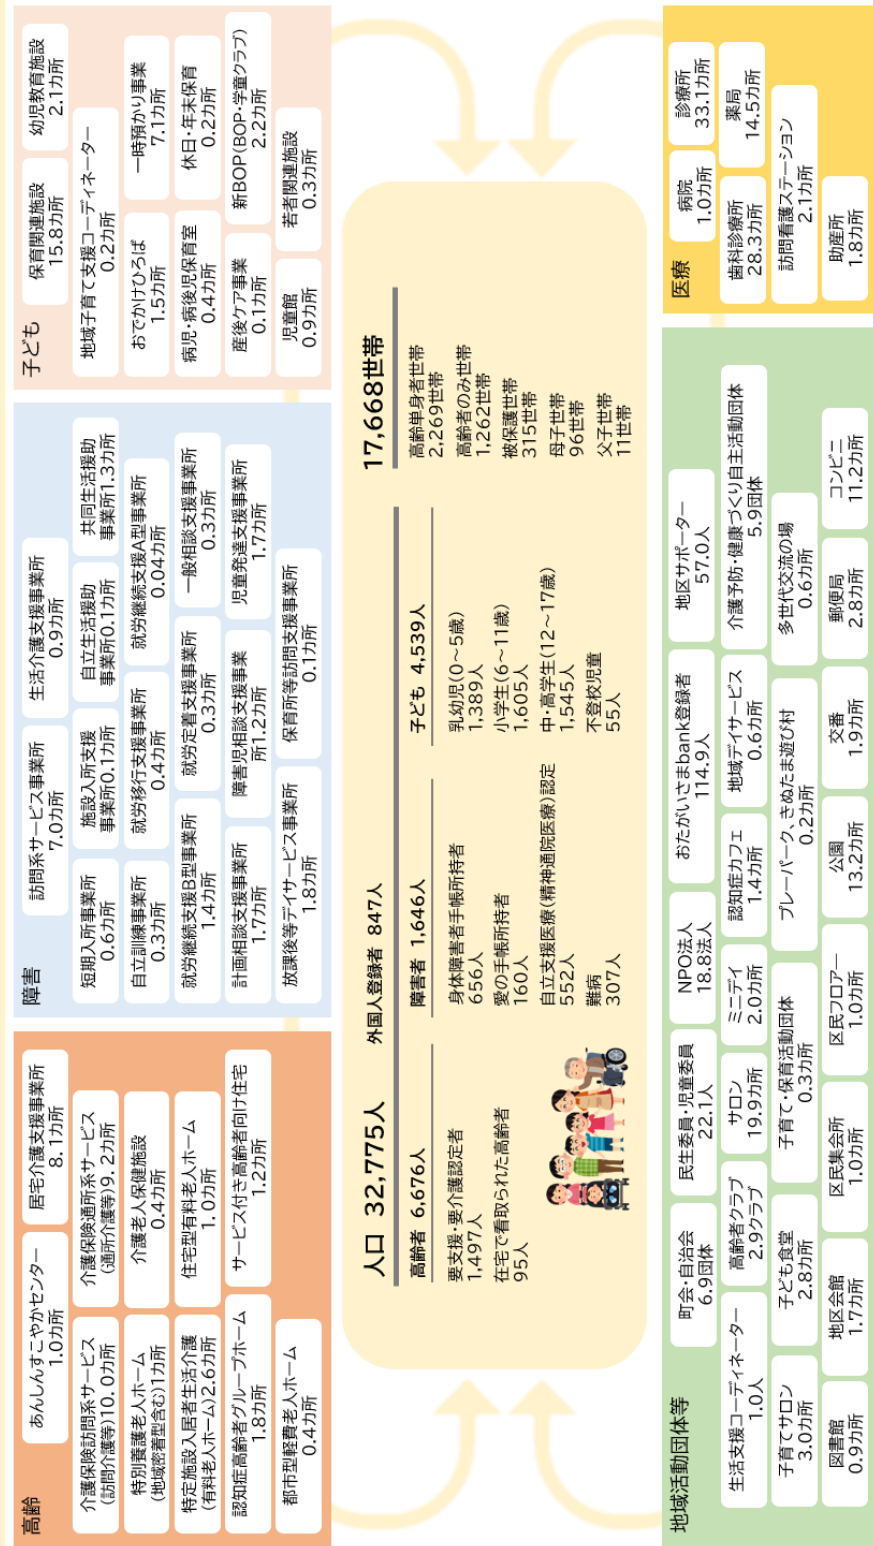 高齢
あんしんすこやかセンター
1.0カ所
居宅介護支援事業所
8.1カ所
介護保険訪問系サービス
(訪問介護等)10.0カ所
介護保険通所系サービス
(通所介護等)9.2カ所
特別養護老人ホーム
(地域密着型含む)1カ所
介護老人保健施設
0.4カ所
特定施設入居者生活介護
(有料老人ホーム)2.6カ所
住宅型有料老人ホーム
1.0カ所
認知症高齢者グループホーム
1.8カ所
サービス付き高齢者向け住宅
1.2カ所
都市型軽費老人ホーム
0.4カ所
障害
訪問系サービス事業所
7.0カ所
生活介護支援事業所
0.9カ所
短期入所事業所
0.6カ所
施設入所支援
事業所0.1カ所
自立生活援助
事業所0.1カ所
共同生活援助
事業所1.3カ所
自立訓練事業所
0.3カ所
就労移行支援事業所
0.4カ所
就労継続支援A型事業所
0.04カ所
就労継続支援B型事業所
1.4カ所
就労定着支援事業所
0.3カ所
一般相談支援事業所
0.3カ所
計画相談支援事業所
1.7カ所
障害児相談支援事業
所1.2カ所
児童発達支援事業所
1.7カ所
放課後等デイサービス事業所
1.8カ所
保育所等訪問支援事業所
0.1カ所
子ども
保育関連施設
15.8カ所
幼児教育施設
2.1カ所
地域子育て支援コーディネーター
0.2カ所
おでかけひろば
1.5カ所
一時預かり事業
7.1カ所
病児・病後児保育室
0.4カ所
休日・年末保育
0.2カ所
産後ケア事業
0.1カ所
新BOP(BOP・学童クラブ)
2.2カ所
児童館
0.9カ所
若者関連施設
0.3カ所
人口 32,775人 外国人登録者 847人
高齢者 6,676人
要支援・要介護認定者
1,497人
在宅で看取られた高齢者
95人
障害者 1,646人
身体障害者手帳所持者
656人
愛の手帳所持者
160人
自立支援医療(精神通院医療)認定
552人
難病
307人
子ども 4,539人
乳幼児(0～5歳)
1,389人
小学生(6～11歳)
1,605人
中・高学生(12～17歳)
1,545人
不登校児童
55人
17,668世帯
高齢単身者世帯
2,269世帯
高齢者のみ世帯
1,262世帯
被保護世帯
315世帯
母子世帯
96世帯
父子世帯
11世帯
地域活動団体等
町会・自治会
6.9団体
民生委員・児童委員
22.1人
NPO法人
18.8法人
おたがいさまbank登録者
114.9人
地区サポーター
57.0人
生活支援コーディネーター
1.0人
高齢者クラブ
2.9クラブ
サロン
19.9カ所
ミニデイ
2.0カ所
認知症カフェ
1.4カ所
地域デイサービス
0.6カ所
介護予防・健康づくり自主活動団体
5.9団体
子育てサロン
3.0カ所
子ども食堂
2.8カ所
子育て・保育活動団体
0.3カ所
プレーパーク、きぬたま遊び村
0.2カ所
多世代交流の場
0.6カ所
図書館
0.9カ所
地区会館
1.7カ所
区民集会所
1.0カ所
区民フロアー
1.0カ所
公園
13.2カ所
交番
1.9カ所
郵便局
2.8カ所
コンビニ
11.2カ所
医療
病院
1.0カ所
診療所
33.1カ所
歯科診療所
28.3カ所
薬局
14.5カ所
訪問看護ステーション
2.1カ所
助産所
1.8カ所